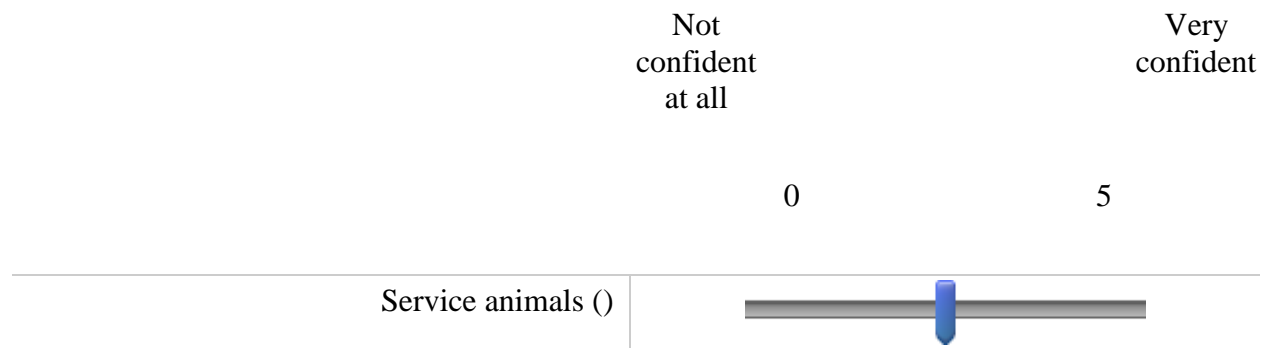 Not Very
confident confident
at all
0 5
Service animals ()